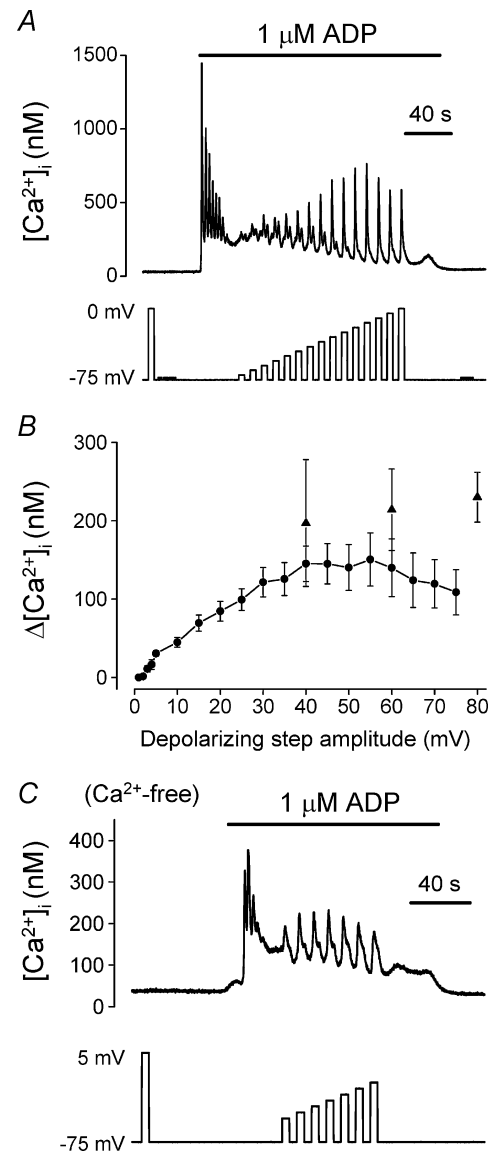 A
1 μM ADP
1500
40 s
1000
[Ca²⁺]ᵢ (nM)
500
0
0 mV
-75 mV
B
300
200
Δ[Ca²⁺]ᵢ (nM)
100
0
0 10 20 30 40 50 60 70 80
Depolarizing step amplitude (mV)
C (Ca²⁺-free)
1 μM ADP
400
40 s
300
[Ca²⁺]ᵢ (nM)
200
100
0
5 mV
-75 mV